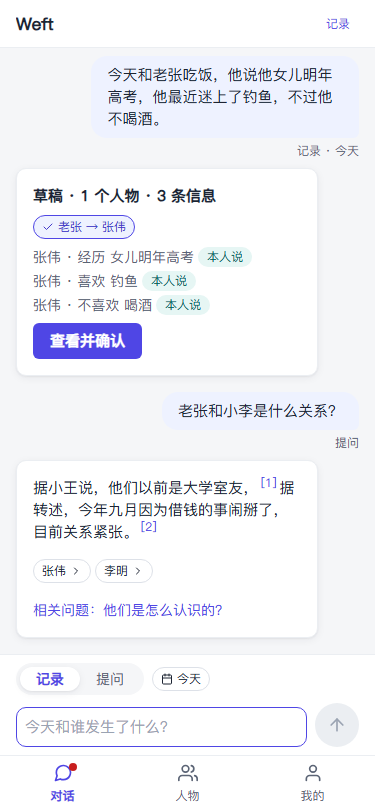 Weft
记录
今天和老张吃饭，他说他女儿明年
高考，他最近迷上了钓鱼，不过他
不喝酒。
记录 · 今天
草稿 · 1 个人物 · 3 条信息
老张 → 张伟
张伟 · 经历 女儿明年高考 本人说
张伟 · 喜欢 钓鱼 本人说
张伟 · 不喜欢 喝酒 本人说
查看并确认
老张和小李是什么关系？
提问
据小王说，他们以前是大学室友，[1] 据
转述，今年九月因为借钱的事闹掰了，
目前关系紧张。[2]
张伟
李明
相关问题：他们是怎么认识的？
记录
提问
今天
今天和谁发生了什么？
对话
人物
我的